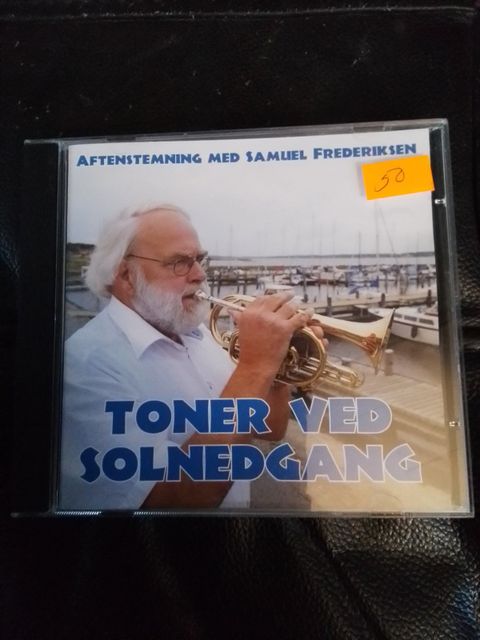 AFTENSTEMNING MED SAMUEL FREDERIKSEN
50
TONER VED
SOLNEDGANG